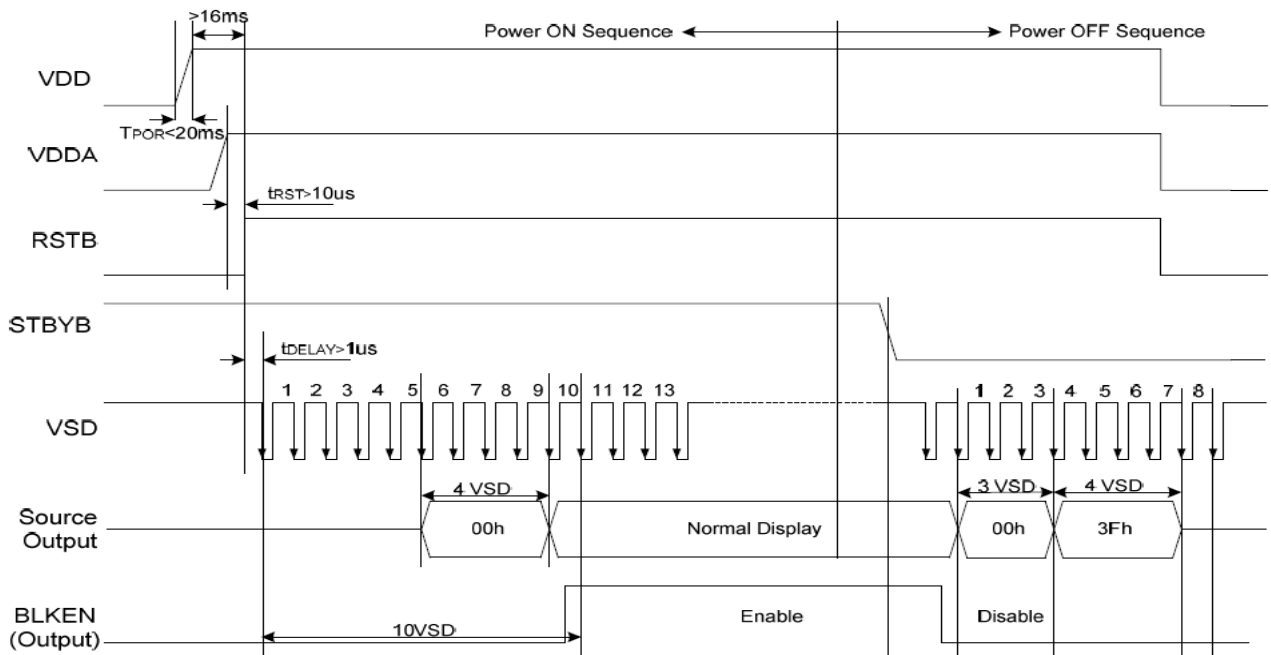 >16ms
Power ON Sequence
Power OFF Sequence
VDD
TPOR<20ms
VDDA
tRST>10us
RSTB
STBYB
tDELAY>1us
1 2 3 4 5 6 7 8 9 10 11 12 13
1 2 3 4 5 6 7 8
VSD
4 VSD
3 VSD
4 VSD
Source
Output
00h
Normal Display
00h
3Fh
BLKEN
(Output)
10VSD
Enable
Disable